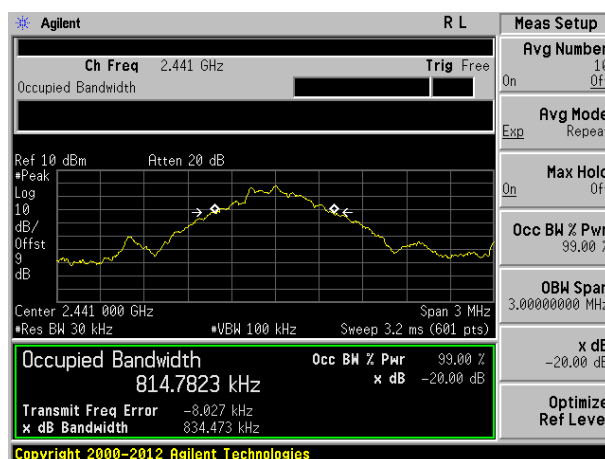 Agilent R L Meas Setup
Ch Freq 2.441 GHz Trig Free
Occupied Bandwidth
Avg Number
10
On Of
Avg Mode
Exp Repea
Max Hold
On Of
Occ BW % Pwr
99.00 %
OBW Span
3.00000000 MHz
x dB
-20.00 dB
Optimize
Ref Leve
Ref 10 dBm Atten 20 dB
#Peak
Log
10
dB/
Offst
9
dB
Center 2.441 000 GHz Span 3 MHz
#Res BW 30 kHz #VBW 100 kHz Sweep 3.2 ms (601 pts)
Occupied Bandwidth Occ BW % Pwr 99.00 %
814.7823 kHz x dB -20.00 dB
Transmit Freq Error -8.027 kHz
x dB Bandwidth 834.473 kHz
Copyright 2000-2012 Agilent Technologies